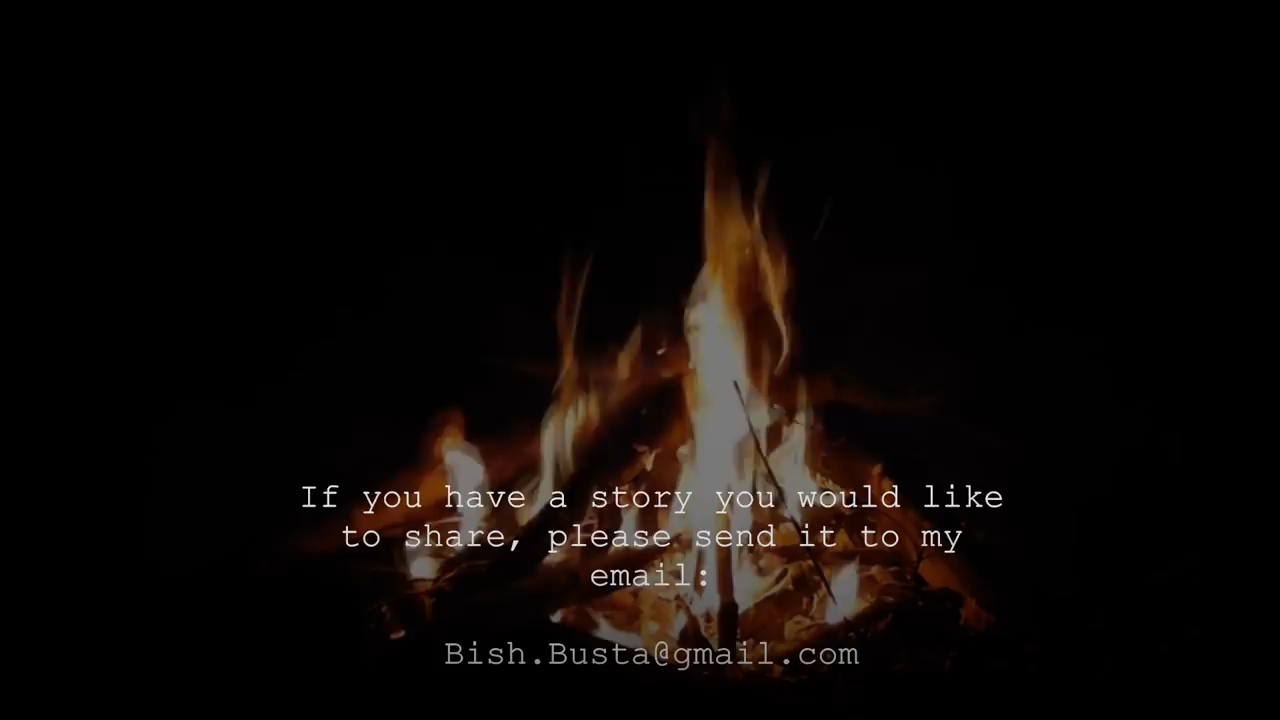 If you have a story you would like
to share, please send it to my
email:
Bish.Busta@gmail.com